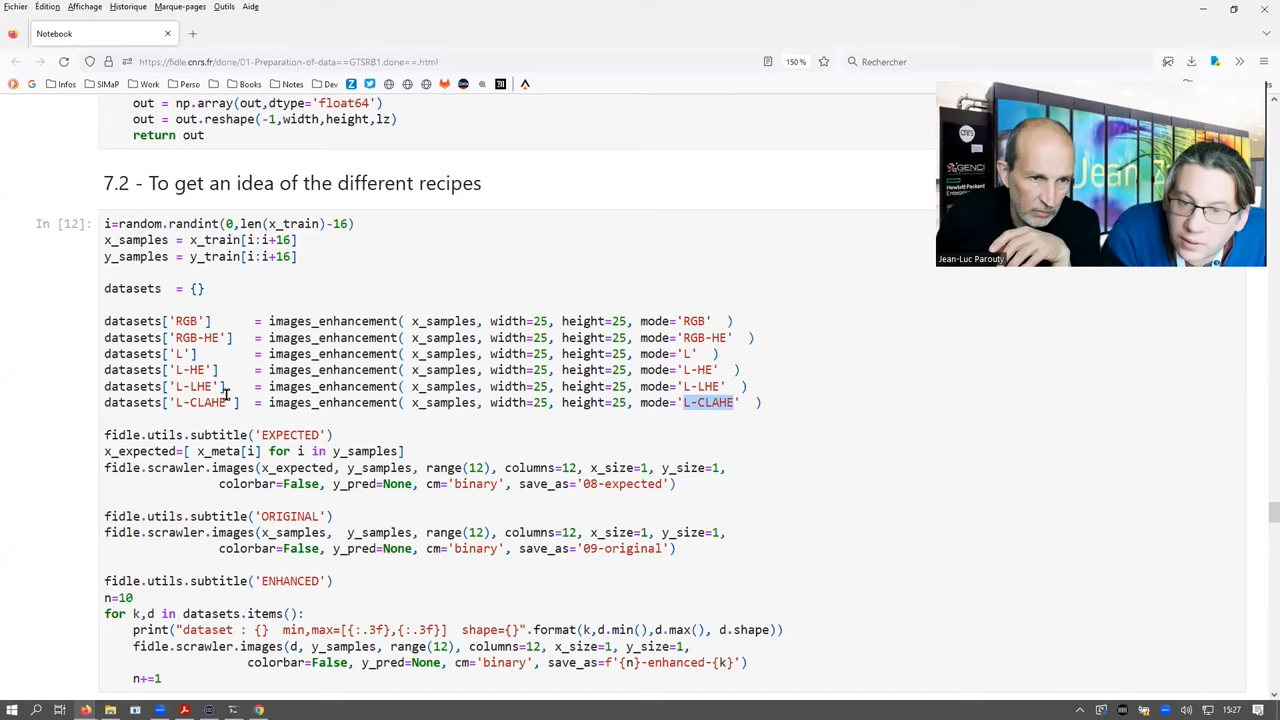 Fichier Édition Affichage Historique Marque-pages Outils Aide
Notebook
https://fidle.cnrs.fr/done/01-Preparation-of-data==GTSRB1.done==.html
150 %
Rechercher
Infos SIMaP Work Perso Books Notes Dev
out = np.array(out,dtype='float64')
out = out.reshape(-1,width,height,lz)
return out
7.2 - To get an idea of the different recipes
In [12]:
i=random.randint(0,len(x_train)-16)
x_samples = x_train[i:i+16]
y_samples = y_train[i:i+16]
datasets = {}
datasets['RGB'] = images_enhancement( x_samples, width=25, height=25, mode='RGB' )
datasets['RGB-HE'] = images_enhancement( x_samples, width=25, height=25, mode='RGB-HE' )
datasets['L'] = images_enhancement( x_samples, width=25, height=25, mode='L' )
datasets['L-HE'] = images_enhancement( x_samples, width=25, height=25, mode='L-HE' )
datasets['L-LHE'] = images_enhancement( x_samples, width=25, height=25, mode='L-LHE' )
datasets['L-CLAHE'] = images_enhancement( x_samples, width=25, height=25, mode='L-CLAHE' )
fidle.utils.subtitle('EXPECTED')
x_expected=[ x_meta[i] for i in y_samples]
fidle.scrawler.images(x_expected, y_samples, range(12), columns=12, x_size=1, y_size=1,
colorbar=False, y_pred=None, cm='binary', save_as='08-expected')
fidle.utils.subtitle('ORIGINAL')
fidle.scrawler.images(x_samples, y_samples, range(12), columns=12, x_size=1, y_size=1,
colorbar=False, y_pred=None, cm='binary', save_as='09-original')
fidle.utils.subtitle('ENHANCED')
n=10
for k,d in datasets.items():
print("dataset : {} min,max=[{:.3f},{:.3f}] shape={}".format(k,d.min(),d.max(), d.shape))
fidle.scrawler.images(d, y_samples, range(12), columns=12, x_size=1, y_size=1,
colorbar=False, y_pred=None, cm='binary', save_as=f'{n}-enhanced-{k}')
n+=1
cnrs
GENCI
Hewlett Packard
Enterprise
Jean Z
Jean-Luc Parouty
15:27